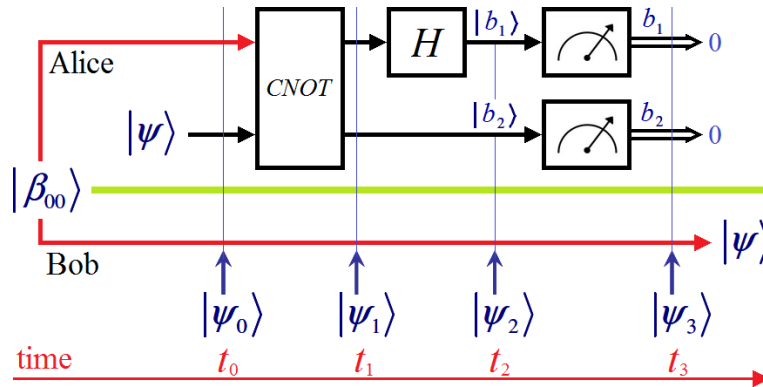 Alice
CNOT
H
|b₁⟩
b₁
0
|ψ⟩
|b₂⟩
b₂
0
|β₀₀⟩
Bob
|ψ⟩
|ψ₀⟩ |ψ₁⟩ |ψ₂⟩ |ψ₃⟩
time t₀ t₁ t₂ t₃